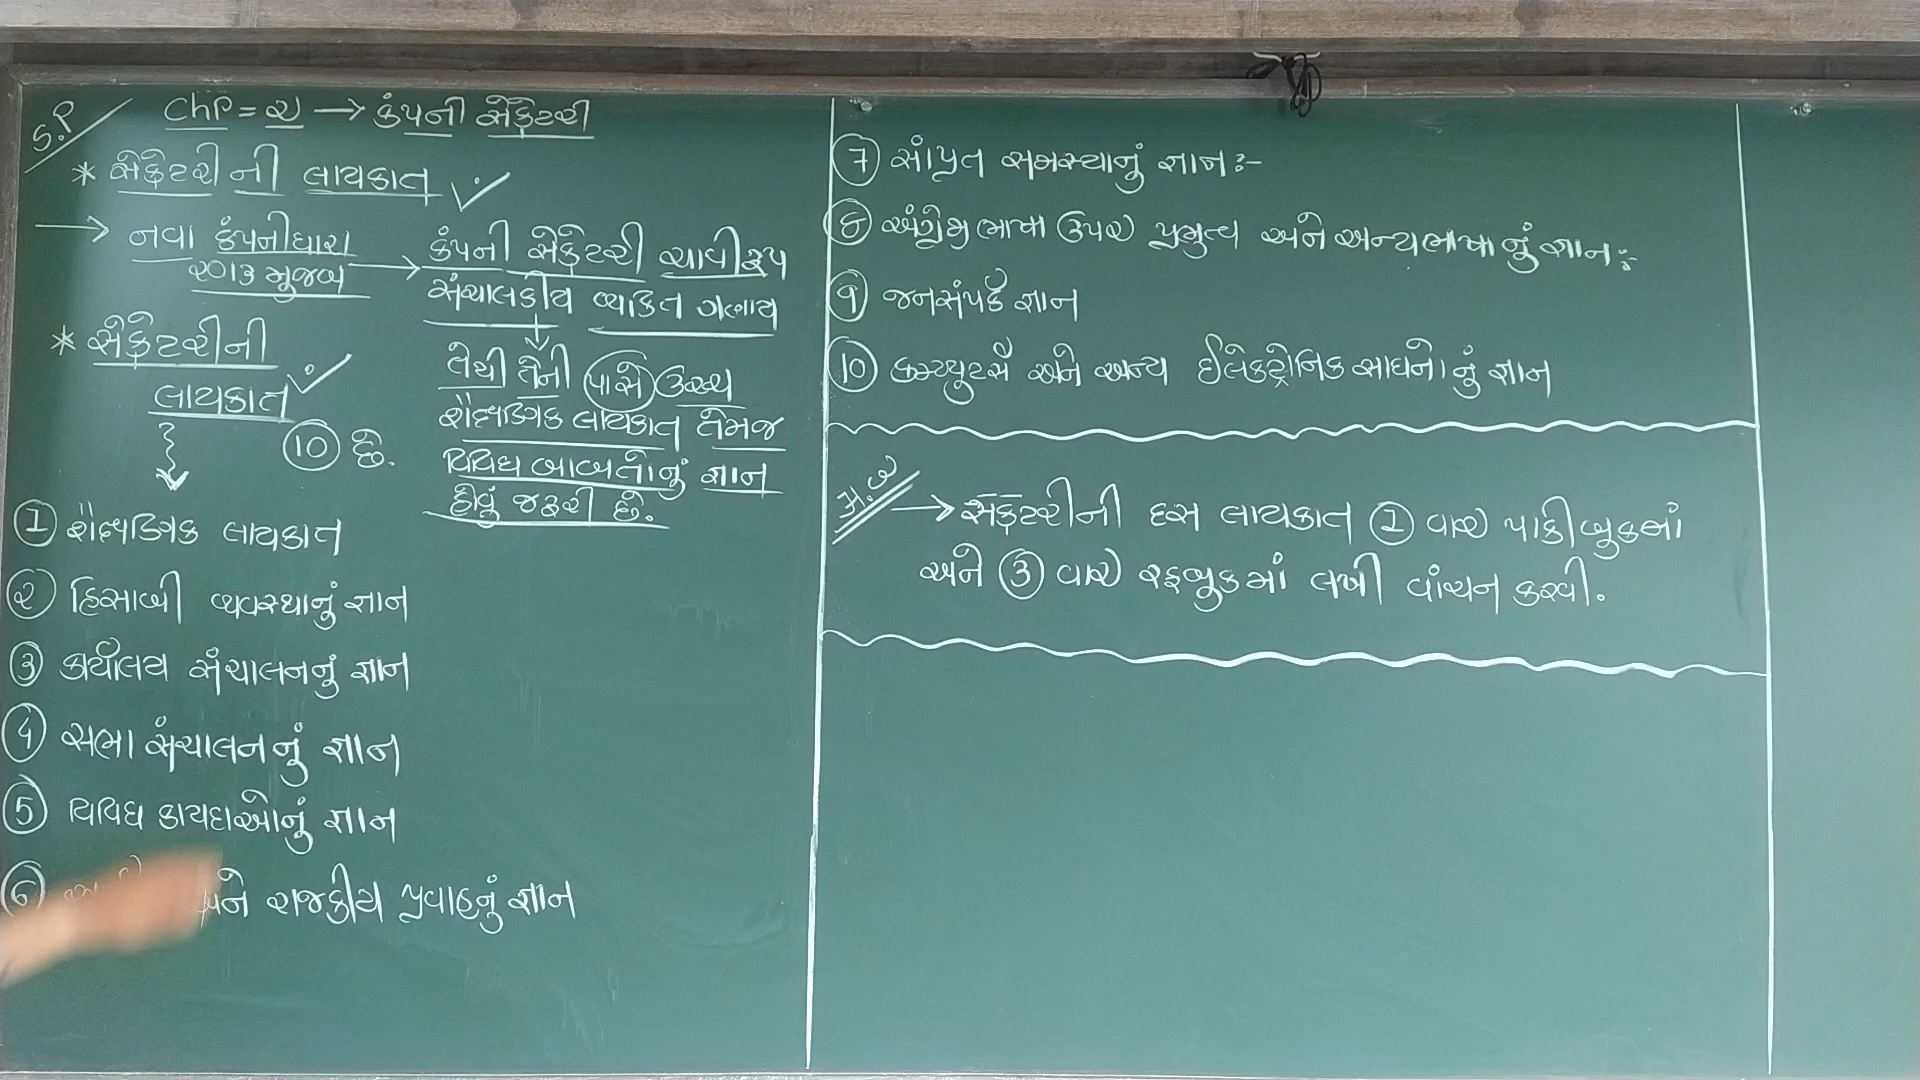 S.P
ChP = ૨ → કંપની સેક્રેટરી
* સેક્રેટરી ની લાયકાત ✓
→ નવા કંપનીધારા
૨૦૧૩ મૂજબ → કંપની સેક્રેટરી ચાવીરૂપ
સંચાલકીય વ્યકિત ગણાય
તેથી તેની પાસે ઉચ્ચ
શૈક્ષણિક લાયકાત તેમજ
વિવિધ બાબતોનું જ્ઞાન
હોવું જરૂરી છે.
* સેક્રેટરીની
લાયકાત ✓
10 છે.
1 શૈક્ષણિક લાયકાત
૨ હિસાબી વ્યવસ્થાનું જ્ઞાન
3 કાર્યાલય સંચાલનનું જ્ઞાન
4 સભા સંચાલનનું જ્ઞાન
5 વિવિધ કાયદાઓનું જ્ઞાન
6 અને રાજકીય પ્રવાહનું જ્ઞાન
7 સાંપ્રત સમસ્યાનું જ્ઞાન :-
8 અંગ્રેજી ભાષા ઉપર પ્રભુત્વ અને અન્ય ભાષાનું જ્ઞાન :-
9 જનસંપર્ક જ્ઞાન
10 કમ્પ્યુટર્સ અને અન્ય ઈલેકટ્રોનિક સાધનોનું જ્ઞાન
→ સેક્રેટરીની દસ લાયકાત 1 વાર પાકીબૂકમાં
અને 3 વાર રફબૂકમાં લખી વાંચન કરવી.